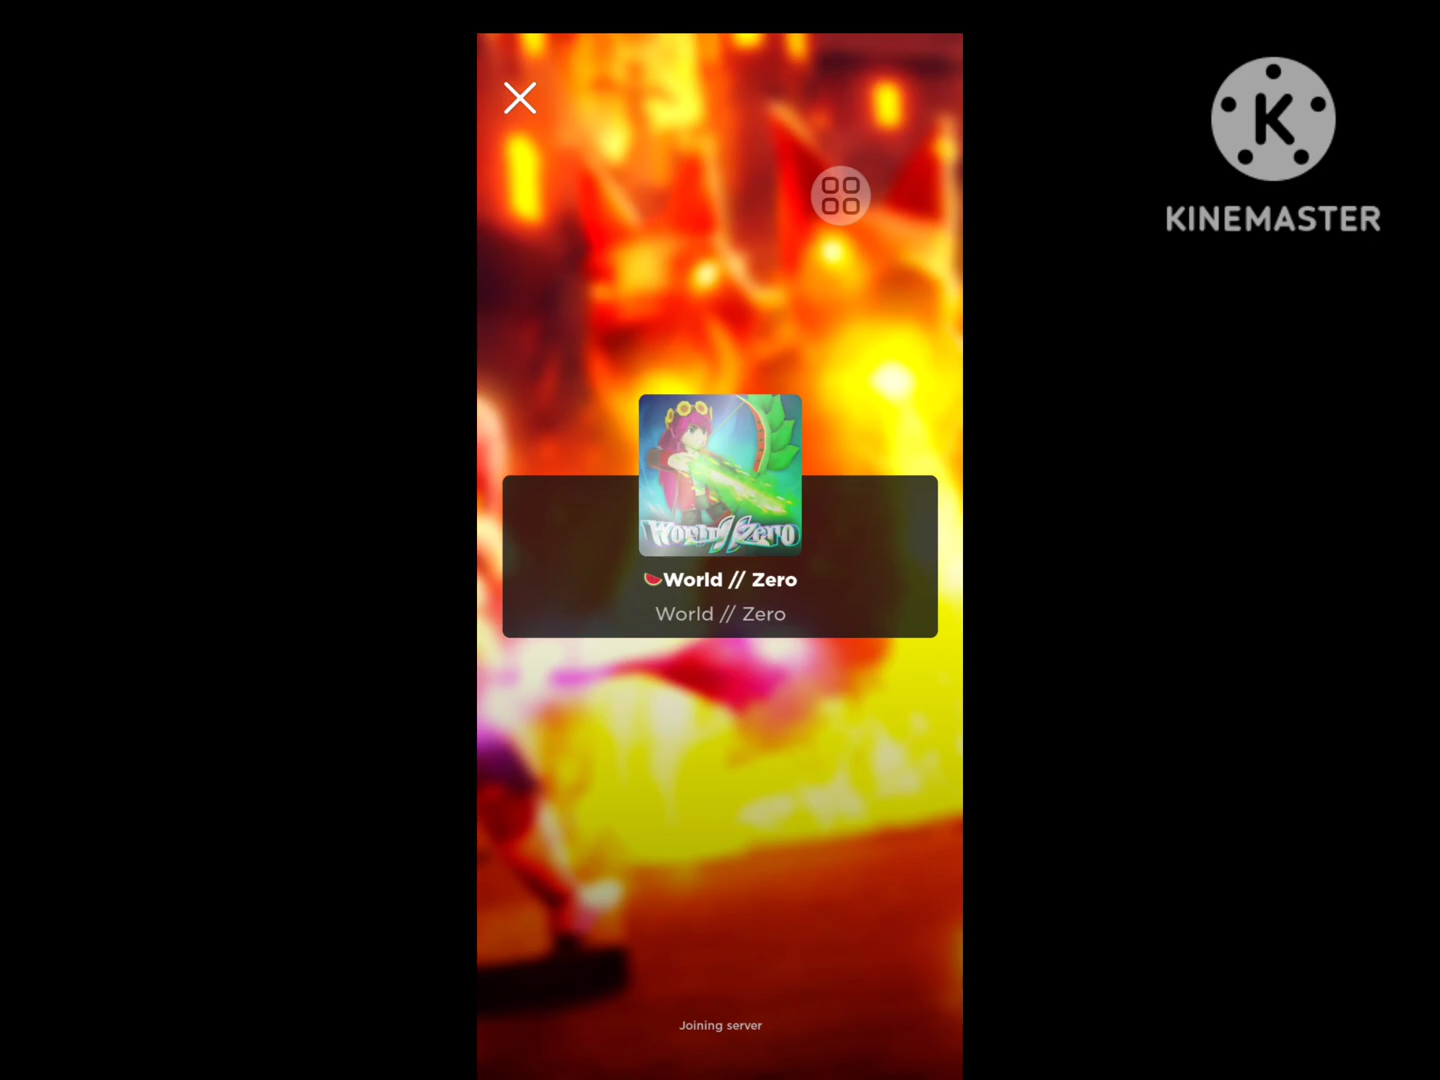 K
KINEMASTER
World // Zero
🍉World // Zero
World // Zero
Joining server